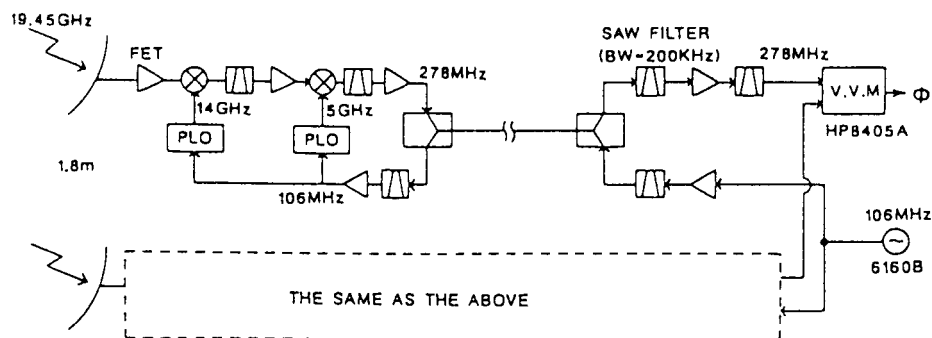 19.45GHz
FET
14GHz
5GHz
278MHz
PLO
PLO
1.8m
106MHz
SAW FILTER
(BW=200KHz)
278MHz
V.V.M
Φ
HP8405A
106MHz
~
6160B
THE SAME AS THE ABOVE